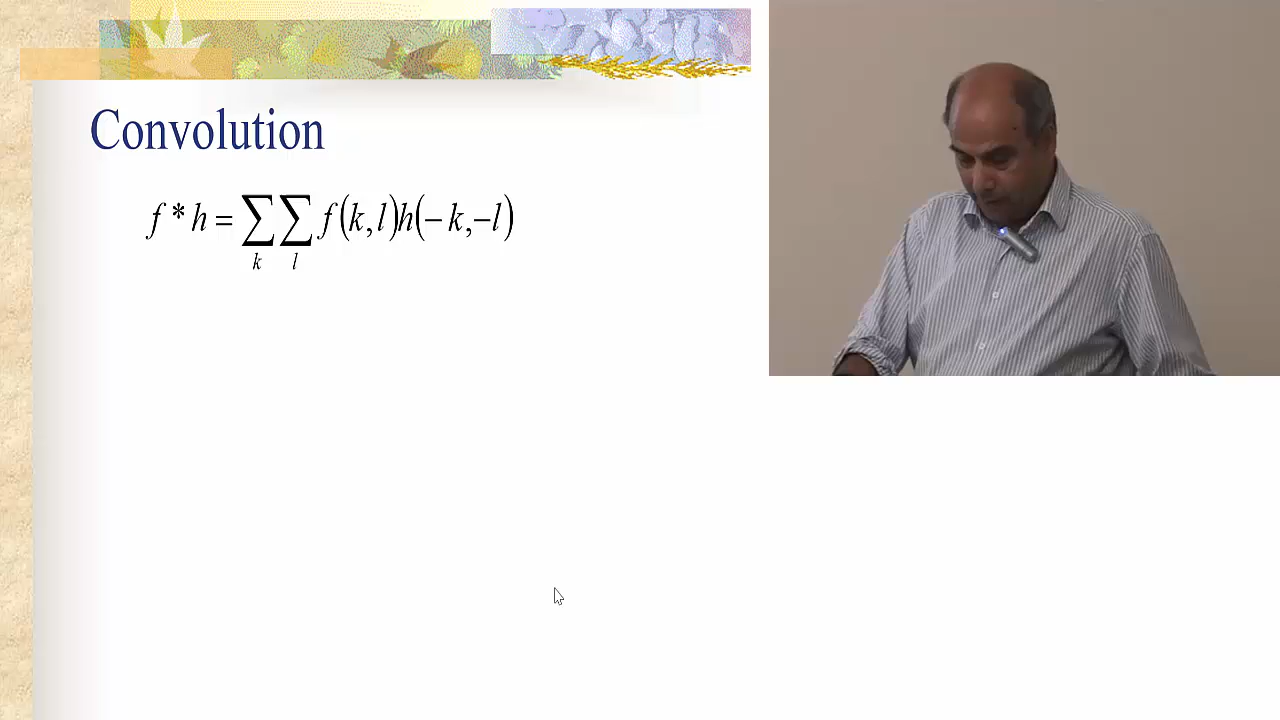 Convolution
f * h = ∑∑ f(k,l)h(−k,−l)
k l